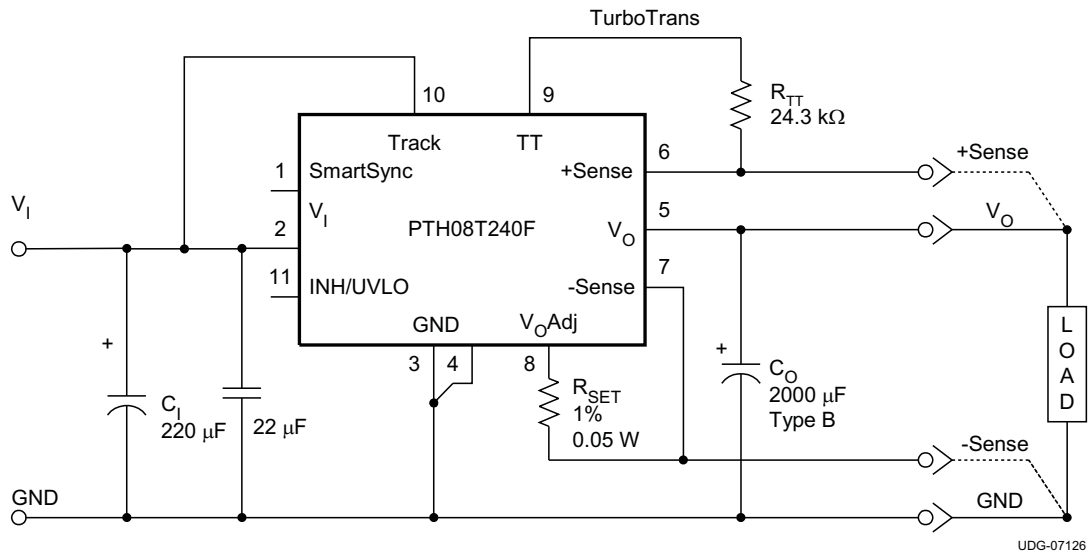 TurboTrans
10
9
R_TT
24.3 kΩ
Track
TT
1
SmartSync
+Sense
6
+Sense
V_I
2
V_I
PTH08T240F
V_O
5
V_O
11
INH/UVLO
-Sense
7
GND
V_OAdj
3
4
8
+
C_I
220 μF
22 μF
R_SET
1%
0.05 W
+
C_O
2000 μF
Type B
LOAD
-Sense
GND
GND
UDG-07126